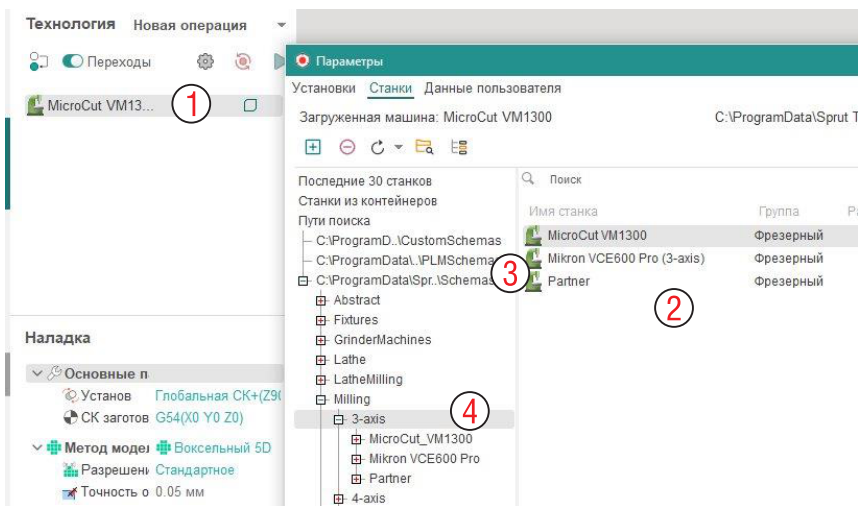 Технология Новая операция
Переходы
MicroCut VM13...
1
Наладка
Основные п
Установ Глобальная СК+(Z90
СК заготов G54(X0 Y0 Z0)
Метод модел Воксельный 5D
Разрешени Стандартное
Точность о 0.05 мм
Параметры
Установки Станки Данные пользователя
Загруженная машина: MicroCut VM1300 C:\ProgramData\Sprut T
Последние 30 станков
Станки из контейнеров
Пути поиска
C:\ProgramD..\CustomSchemas
C:\ProgramData\..\PLMSchema
C:\ProgramData\Spr..\Schemas
3
Abstract
Fixtures
GrinderMachines
Lathe
LatheMilling
Milling
3-axis
4
MicroCut_VM1300
Mikron VCE600 Pro
Partner
4-axis
Поиск
Имя станка Группа Ра
MicroCut VM1300 Фрезерный
Mikron VCE600 Pro (3-axis) Фрезерный
Partner Фрезерный
2